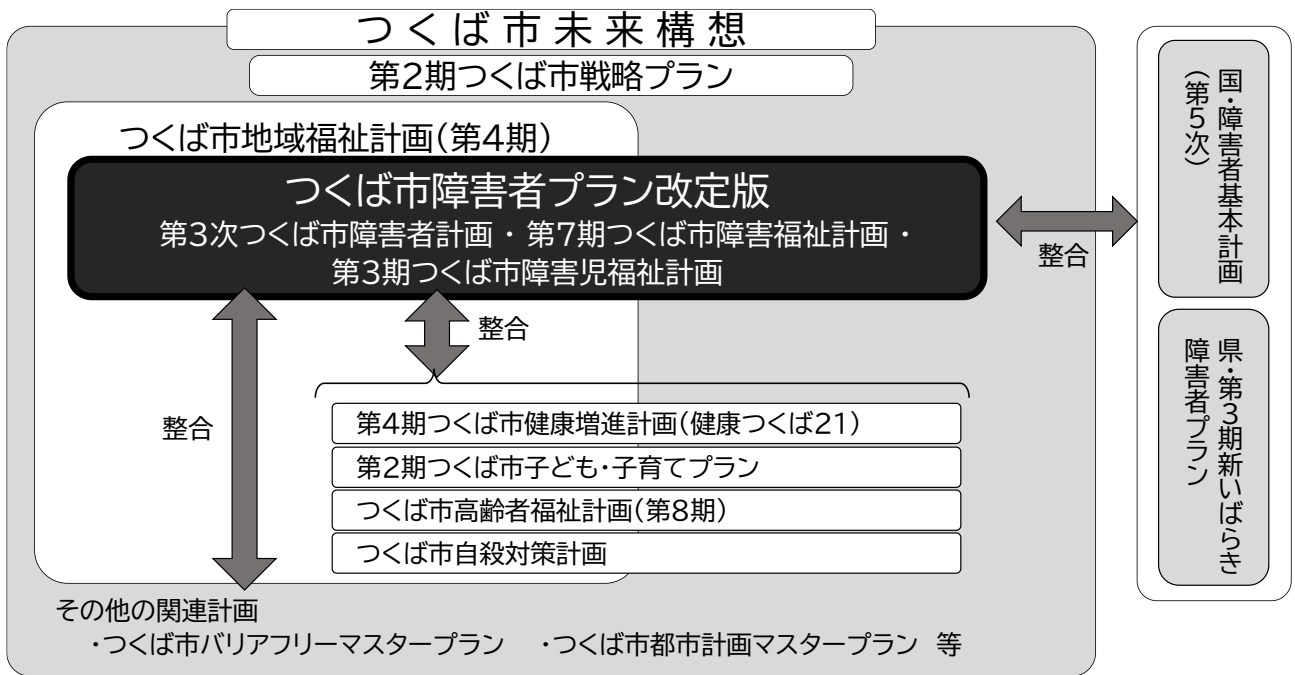 つくば市未来構想
第2期つくば市戦略プラン
つくば市地域福祉計画(第4期)
つくば市障害者プラン改定版
第3次つくば市障害者計画・第7期つくば市障害福祉計画・
第3期つくば市障害児福祉計画
整合
整合
整合
第4期つくば市健康増進計画(健康つくば21)
第2期つくば市子ども・子育てプラン
つくば市高齢者福祉計画(第8期)
つくば市自殺対策計画
その他の関連計画
・つくば市バリアフリーマスタープラン ・つくば市都市計画マスタープラン 等
国・障害者基本計画
(第5次)
県・第3期新いばらき
障害者プラン